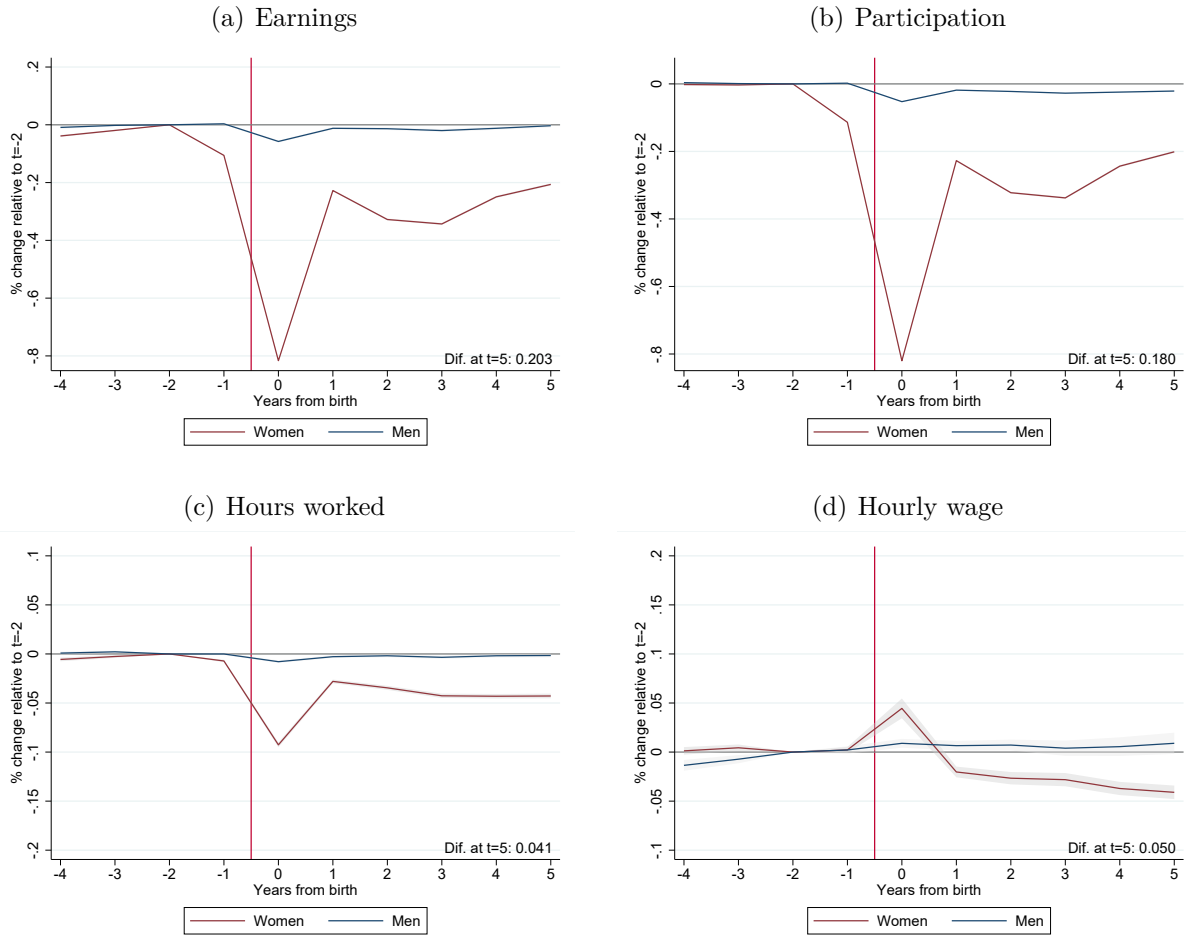 (a) Earnings
% change relative to t=-2
.2
0
-.2
-.4
-.6
-.8
Dif. at t=5: 0.203
-4 -3 -2 -1 0 1 2 3 4 5
Years from birth
Women Men
(b) Participation
% change relative to t=-2
0
-.2
-.4
-.6
-.8
Dif. at t=5: 0.180
-4 -3 -2 -1 0 1 2 3 4 5
Years from birth
Women Men
(c) Hours worked
% change relative to t=-2
.1
.05
0
-.05
-.1
-.15
-.2
Dif. at t=5: 0.041
-4 -3 -2 -1 0 1 2 3 4 5
Years from birth
Women Men
(d) Hourly wage
% change relative to t=-2
.2
.15
.1
.05
0
-.05
-.1
Dif. at t=5: 0.050
-4 -3 -2 -1 0 1 2 3 4 5
Years from birth
Women Men